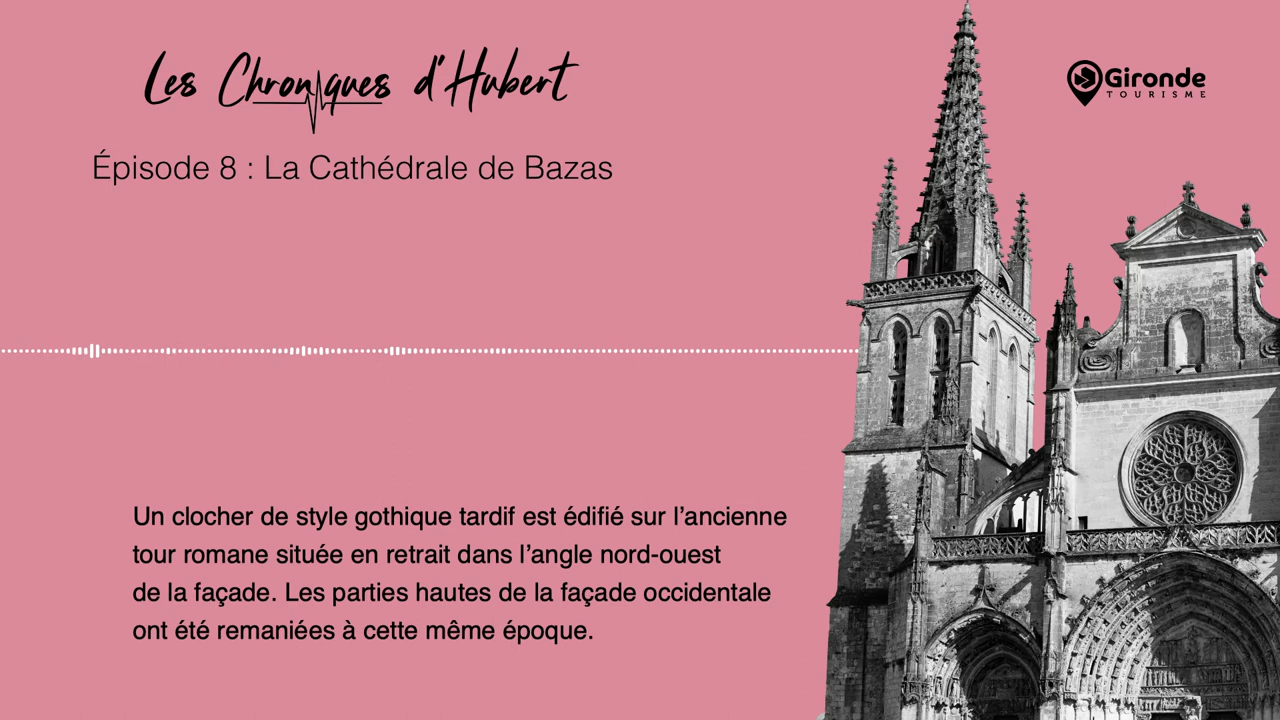 Les Chroniques d'Hubert
Gironde
TOURISME
Épisode 8 : La Cathédrale de Bazas
Un clocher de style gothique tardif est édifié sur l’ancienne
tour romane située en retrait dans l’angle nord-ouest
de la façade. Les parties hautes de la façade occidentale
ont été remaniées à cette même époque.